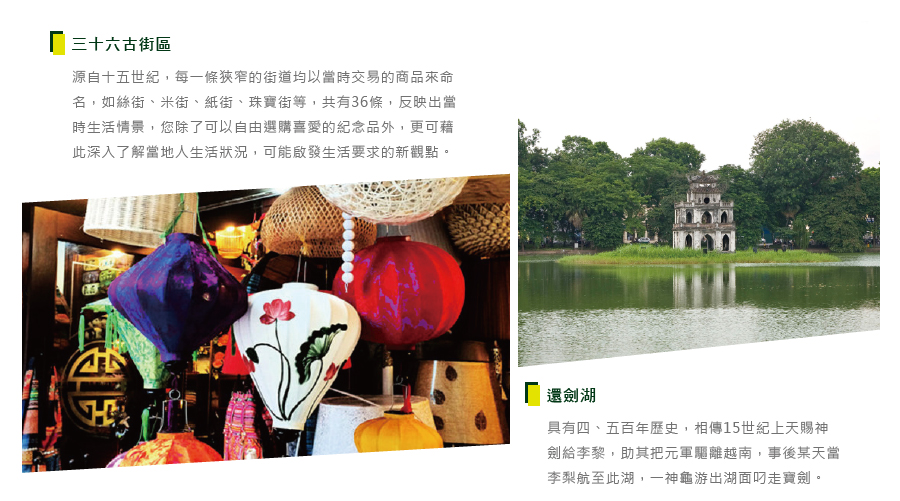 三十六古街區
源自十五世紀，每一條狹窄的街道均以當時交易的商品來命
名，如絲街、米街、紙街、珠寶街等，共有36條，反映出當
時生活情景，您除了可以自由選購喜愛的紀念品外，更可藉
此深入了解當地人生活狀況，可能啟發生活要求的新觀點。
還劍湖
具有四、五百年歷史，相傳15世紀上天賜神
劍給李黎，助其把元軍驅離越南，事後某天當
李梨航至此湖，一神龜游出湖面叼走寶劍。